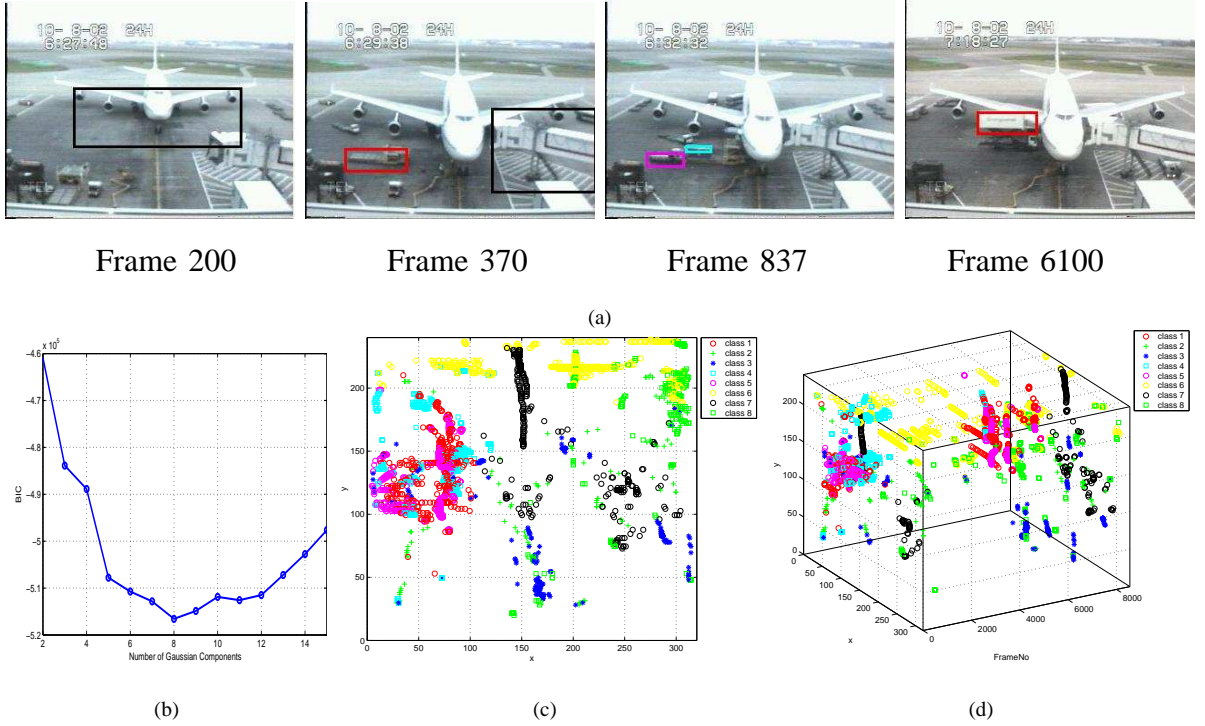 10- 8-02 24H
6:27:48
TEL
10- 8-02 24H
6:29:38
TEL
10- 8-02 24H
6:32:32
TEL
10- 8-02 24H
7:18:27
TEL
Frame 200 Frame 370 Frame 837 Frame 6100
(a)
x 10⁵
−4.6
−4.7
−4.8
−4.9
−5
−5.1
−5.2
BIC
2 4 6 8 10 12 14
Number of Gaussian Components
(b)
200
150
100
50
0
y
0 50 100 150 200 250 300
x
class 1
class 2
class 3
class 4
class 5
class 6
class 7
class 8
(c)
200
150
100
50
0
y
0
50
100
150
200
250
300
x
0
2000
4000
6000
8000
FrameNo
class 1
class 2
class 3
class 4
class 5
class 6
class 7
class 8
(d)